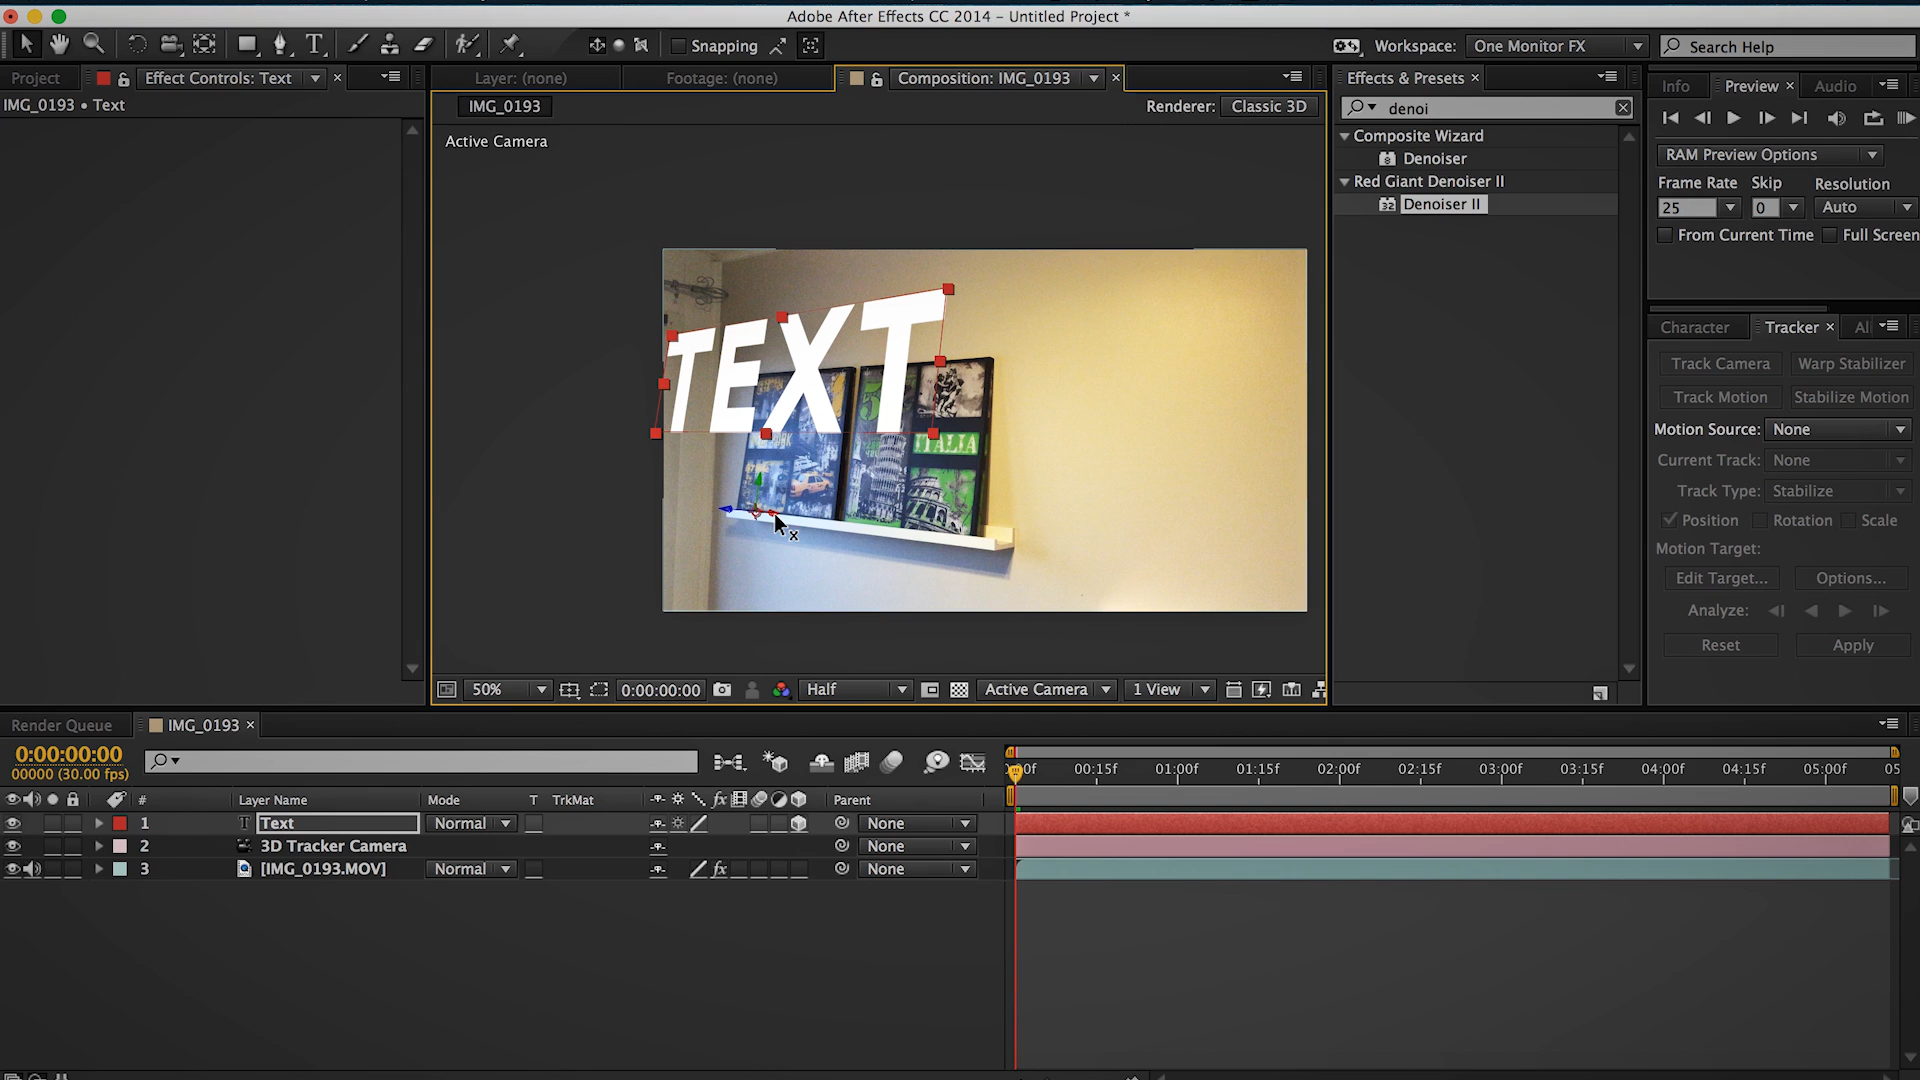 Adobe After Effects CC 2014 – Untitled Project *
Snapping
Workspace: One Monitor FX
Search Help
Project
Effect Controls: Text ×
Layer: (none)
Footage: (none)
Composition: IMG_0193 ×
Effects & Presets ×
Info
Preview ×
Audio
IMG_0193 • Text
IMG_0193
Renderer: Classic 3D
denoi
Active Camera
Composite Wizard
Denoiser
Red Giant Denoiser II
32 Denoiser II
RAM Preview Options
Frame Rate Skip Resolution
25 0 Auto
From Current Time Full Screen
TEXT
ITALIA
Character
Tracker ×
Track Camera Warp Stabilizer
Track Motion Stabilize Motion
Motion Source: None
Current Track: None
Track Type: Stabilize
Position Rotation Scale
Motion Target:
Edit Target... Options...
Analyze:
Reset Apply
x
50% 0:00:00:00 Half Active Camera 1 View
Render Queue
IMG_0193 ×
0:00:00:00
00000 (30.00 fps)
00:15f 01:00f 01:15f 02:00f 02:15f 03:00f 03:15f 04:00f 04:15f 05:00f 05
# Layer Name Mode T TrkMat fx Parent
1 T Text Normal None
2 3D Tracker Camera None
3 [IMG_0193.MOV] Normal fx None